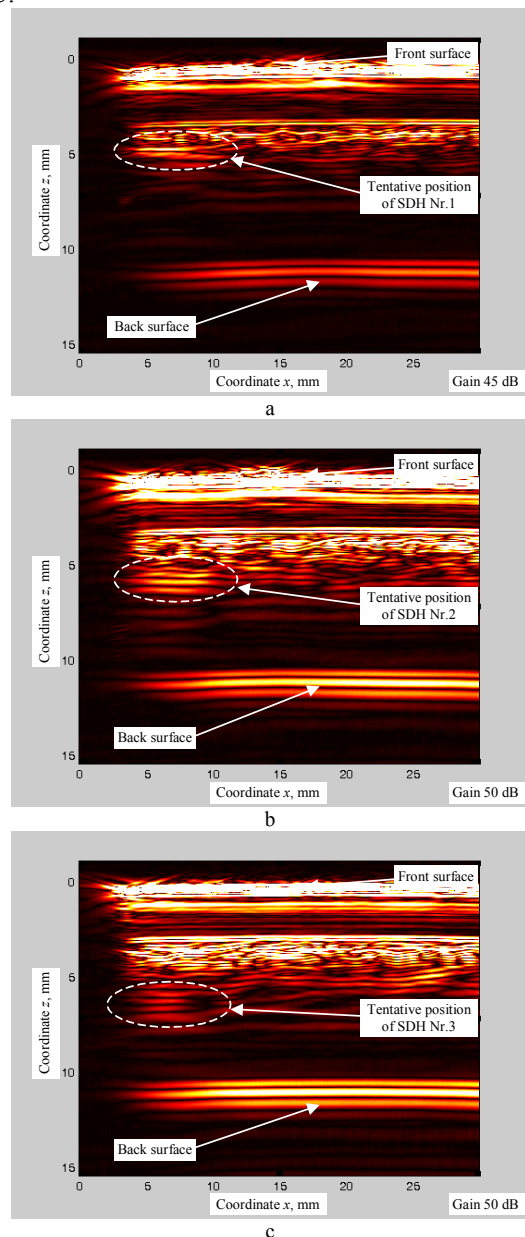 Front surface
0
5
10
15
Coordinate z, mm
Tentative position
of SDH Nr.1
Back surface
0 5 10 15 20 25
Coordinate x, mm
Gain 45 dB
a
Front surface
0
5
10
15
Coordinate z, mm
Tentative position
of SDH Nr.2
Back surface
0 5 10 15 20 25
Coordinate x, mm
Gain 50 dB
b
Front surface
0
5
10
15
Coordinate z, mm
Tentative position
of SDH Nr.3
Back surface
0 5 10 15 20 25
Coordinate x, mm
Gain 50 dB
c